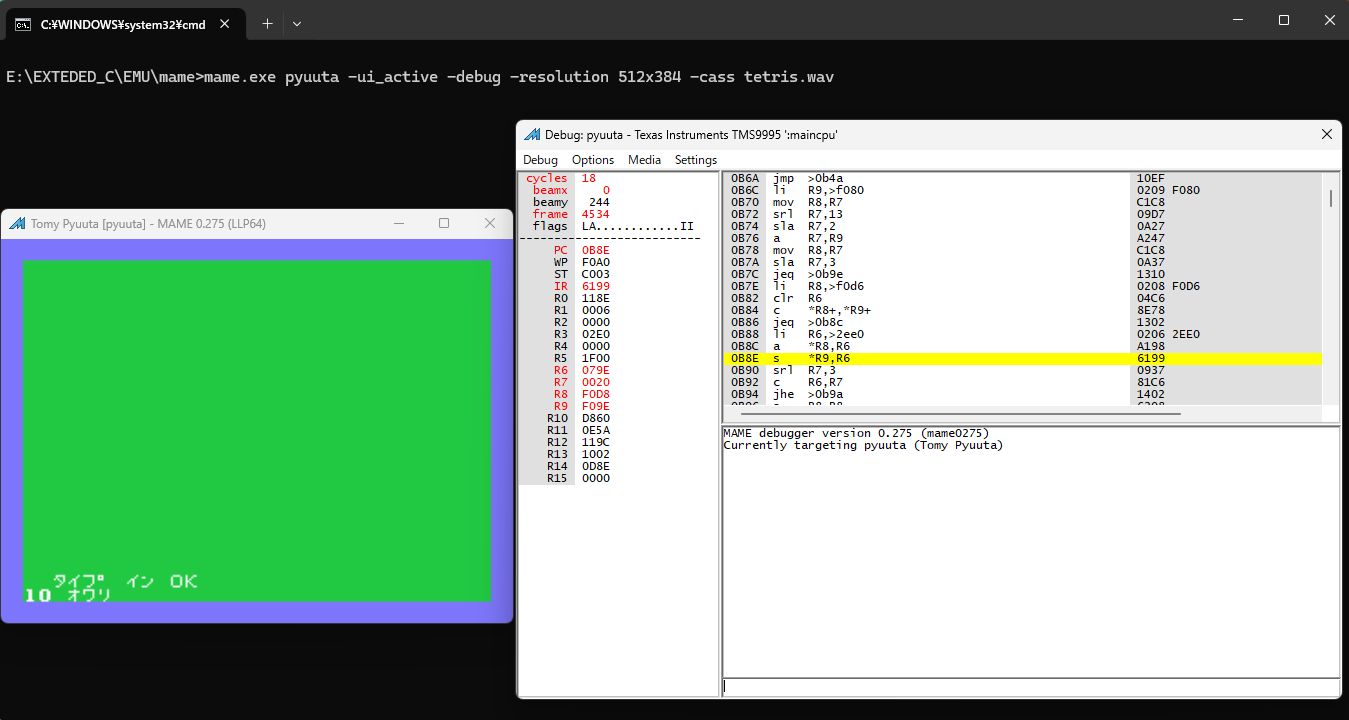 C:¥WINDOWS¥system32¥cmd
E:\EXTEDED_C\EMU\mame>mame.exe pyuuta -ui_active -debug -resolution 512x384 -cass tetris.wav
Tomy Pyuuta [pyuuta] - MAME 0.275 (LLP64)
タイプ イン OK
10 オワリ
Debug: pyuuta - Texas Instruments TMS9995 ':maincpu'
Debug Options Media Settings
cycles 18
beamx 0
beamy 244
frame 4534
flags LA............II
PC 0B8E
WP F0A0
ST C003
IR 6199
R0 118E
R1 0006
R2 0000
R3 02E0
R4 0000
R5 1F00
R6 079E
R7 0020
R8 F0D8
R9 F09E
R10 D860
R11 0E5A
R12 119C
R13 1002
R14 0D8E
R15 0000
0B6A jmp >0b4a 10EF
0B6C li R9,>f080 0209 F080
0B70 mov R8,R7 C1C8
0B72 srl R7,13 09D7
0B74 sla R7,2 0A27
0B76 a R7,R9 A247
0B78 mov R8,R7 C1C8
0B7A sla R7,3 0A37
0B7C jeq >0b9e 1310
0B7E li R8,>f0d6 0208 F0D6
0B82 clr R6 04C6
0B84 c *R8+,*R9+ 8E78
0B86 jeq >0b8c 1302
0B88 li R6,>2ee0 0206 2EE0
0B8C a *R8,R6 A198
0B8E s *R9,R6 6199
0B90 srl R7,3 0937
0B92 c R6,R7 81C6
0B94 jhe >0b9a 1402
MAME debugger version 0.275 (mame0275)
Currently targeting pyuuta (Tomy Pyuuta)